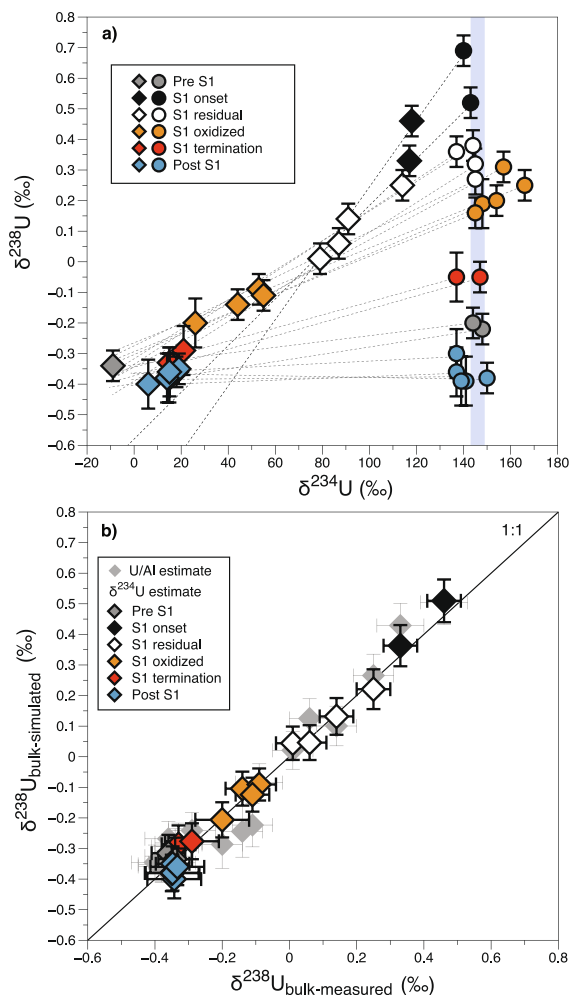 a)
0.8
0.7
0.6
0.5
0.4
0.3
0.2
0.1
0
-0.1
-0.2
-0.3
-0.4
-0.5
-0.6
δ²³⁸U (‰)
Pre S1
S1 onset
S1 residual
S1 oxidized
S1 termination
Post S1
-20 0 20 40 60 80 100 120 140 160 180
δ²³⁴U (‰)
b)
1:1
0.8
0.7
0.6
0.5
0.4
0.3
0.2
0.1
0
-0.1
-0.2
-0.3
-0.4
-0.5
-0.6
δ²³⁸U bulk-simulated (‰)
U/Al estimate
δ²³⁴U estimate
Pre S1
S1 onset
S1 residual
S1 oxidized
S1 termination
Post S1
-0.6 -0.4 -0.2 0 0.2 0.4 0.6 0.8
δ²³⁸U bulk-measured (‰)